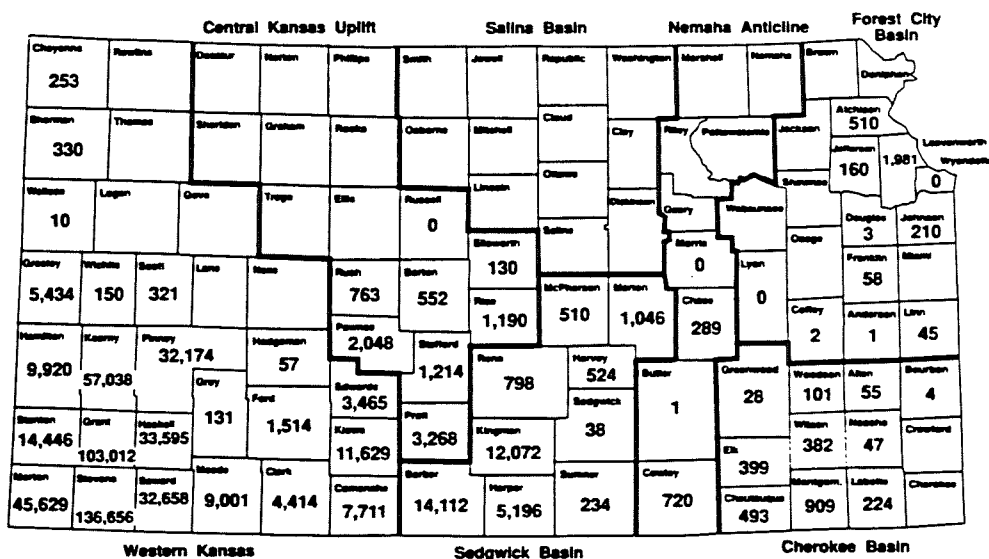 Central Kansas Uplift Salina Basin Nemaha Anticline Forest City
Basin
Cheyenne Rawlins Decatur Norton Phillips Smith Jewell Republic Washington Marshall Nemaha Brown Doniphan
253
Atchison
510
Sherman Thomas Sheridan Graham Rooks Osborne Mitchell Cloud Clay Riley Pottawatomie Jackson Jefferson Leavenworth Wyandotte
330 160 1,981 0
Wallace Logan Gove Trego Ellis Russell Lincoln Ottawa Dickinson Geary Wabaunsee Shawnee Douglas Johnson
10 0 3 210
Ellsworth Saline Morris Osage
130 0
Greeley Wichita Scott Lane Ness Rush Barton Lyon Franklin Miami
5,434 150 321 763 552 0 58
Rice McPherson Marion Chase
1,190 510 1,046 289
Hamilton Kearny Finney Hodgeman Pawnee Stafford Coffey Anderson Linn
9,920 57,038 32,174 57 2,048 1,214 2 1 45
Gray Ford Edwards Reno Harvey Butler Greenwood Woodson Allen Bourbon
131 1,514 3,465 798 524 1 28 101 55 4
Stanton Grant Haskell Kiowa Pratt Kingman Sedgwick Elk Wilson Neosho Crawford
14,446 103,012 33,595 11,629 3,268 12,072 38 399 382 47
Morton Stevens Seward Meade Clark Comanche Barber Harper Sumner Cowley Chautauqua Montgom. Labette Cherokee
45,629 136,656 32,658 9,001 4,414 7,711 14,112 5,196 234 720 493 909 224
Western Kansas Sedgwick Basin Cherokee Basin